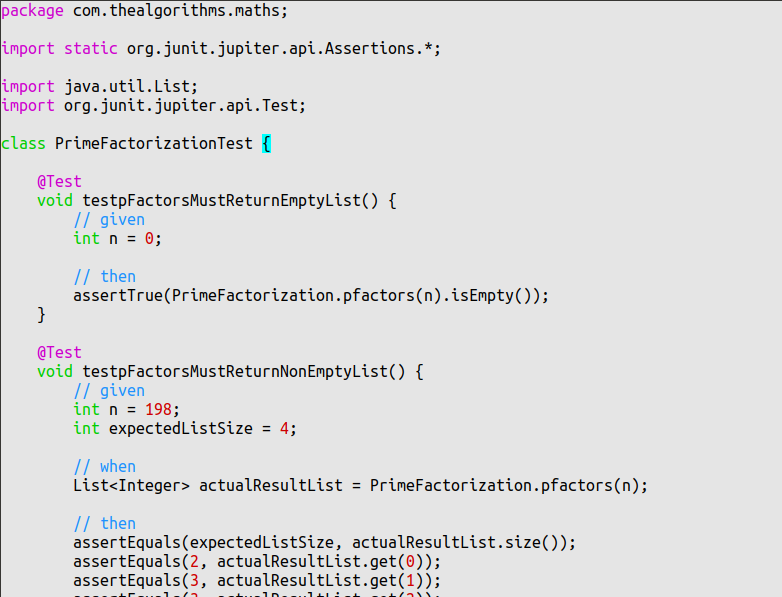 package com.thealgorithms.maths;
import static org.junit.jupiter.api.Assertions.*;
import java.util.List;
import org.junit.jupiter.api.Test;
class PrimeFactorizationTest {
@Test
void testpFactorsMustReturnEmptyList() {
// given
int n = 0;
// then
assertTrue(PrimeFactorization.pfactors(n).isEmpty());
}
@Test
void testpFactorsMustReturnNonEmptyList() {
// given
int n = 198;
int expectedListSize = 4;
// when
List<Integer> actualResultList = PrimeFactorization.pfactors(n);
// then
assertEquals(expectedListSize, actualResultList.size());
assertEquals(2, actualResultList.get(0));
assertEquals(3, actualResultList.get(1));